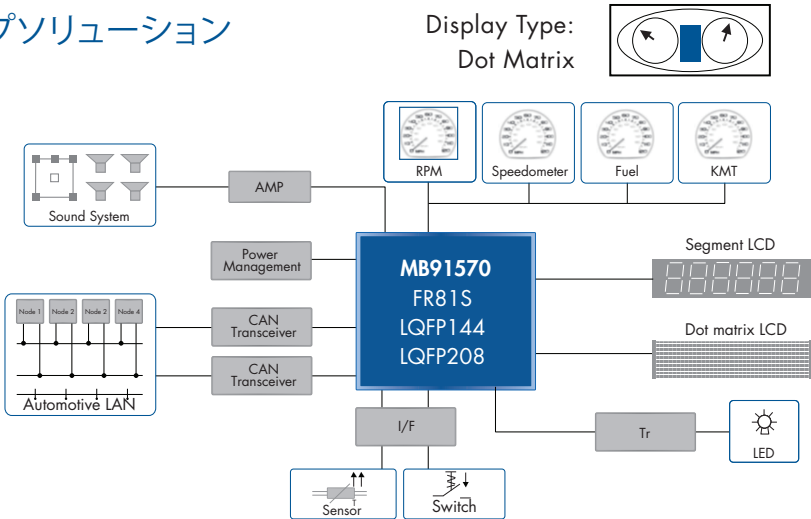 プソリューション
Display Type:
Dot Matrix
RPM
Speedometer
Fuel
KMT
Sound System
AMP
Power
Management
MB91570
FR81S
LQFP144
LQFP208
Segment LCD
Dot matrix LCD
Node 1
Node 2
Node 2
Node 4
Automotive LAN
CAN
Transceiver
CAN
Transceiver
I/F
Tr
LED
Sensor
T
Switch